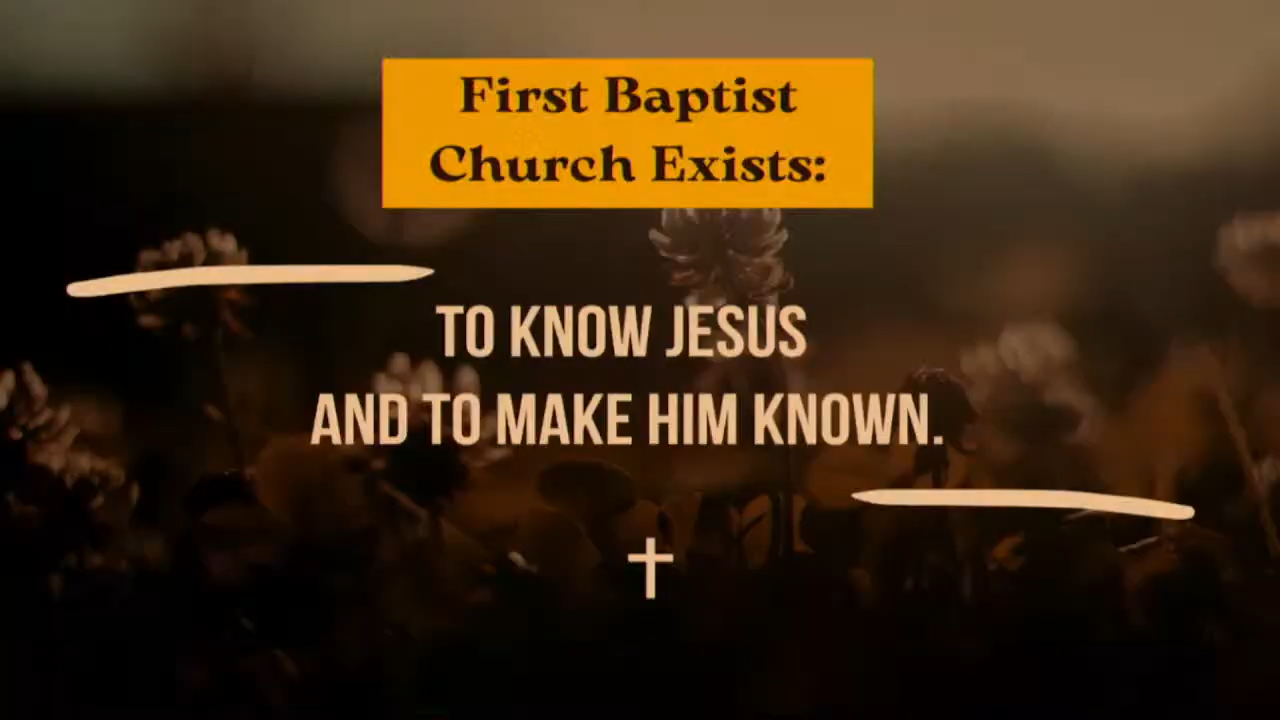 First Baptist
Church Exists:
TO KNOW JESUS
AND TO MAKE HIM KNOWN.